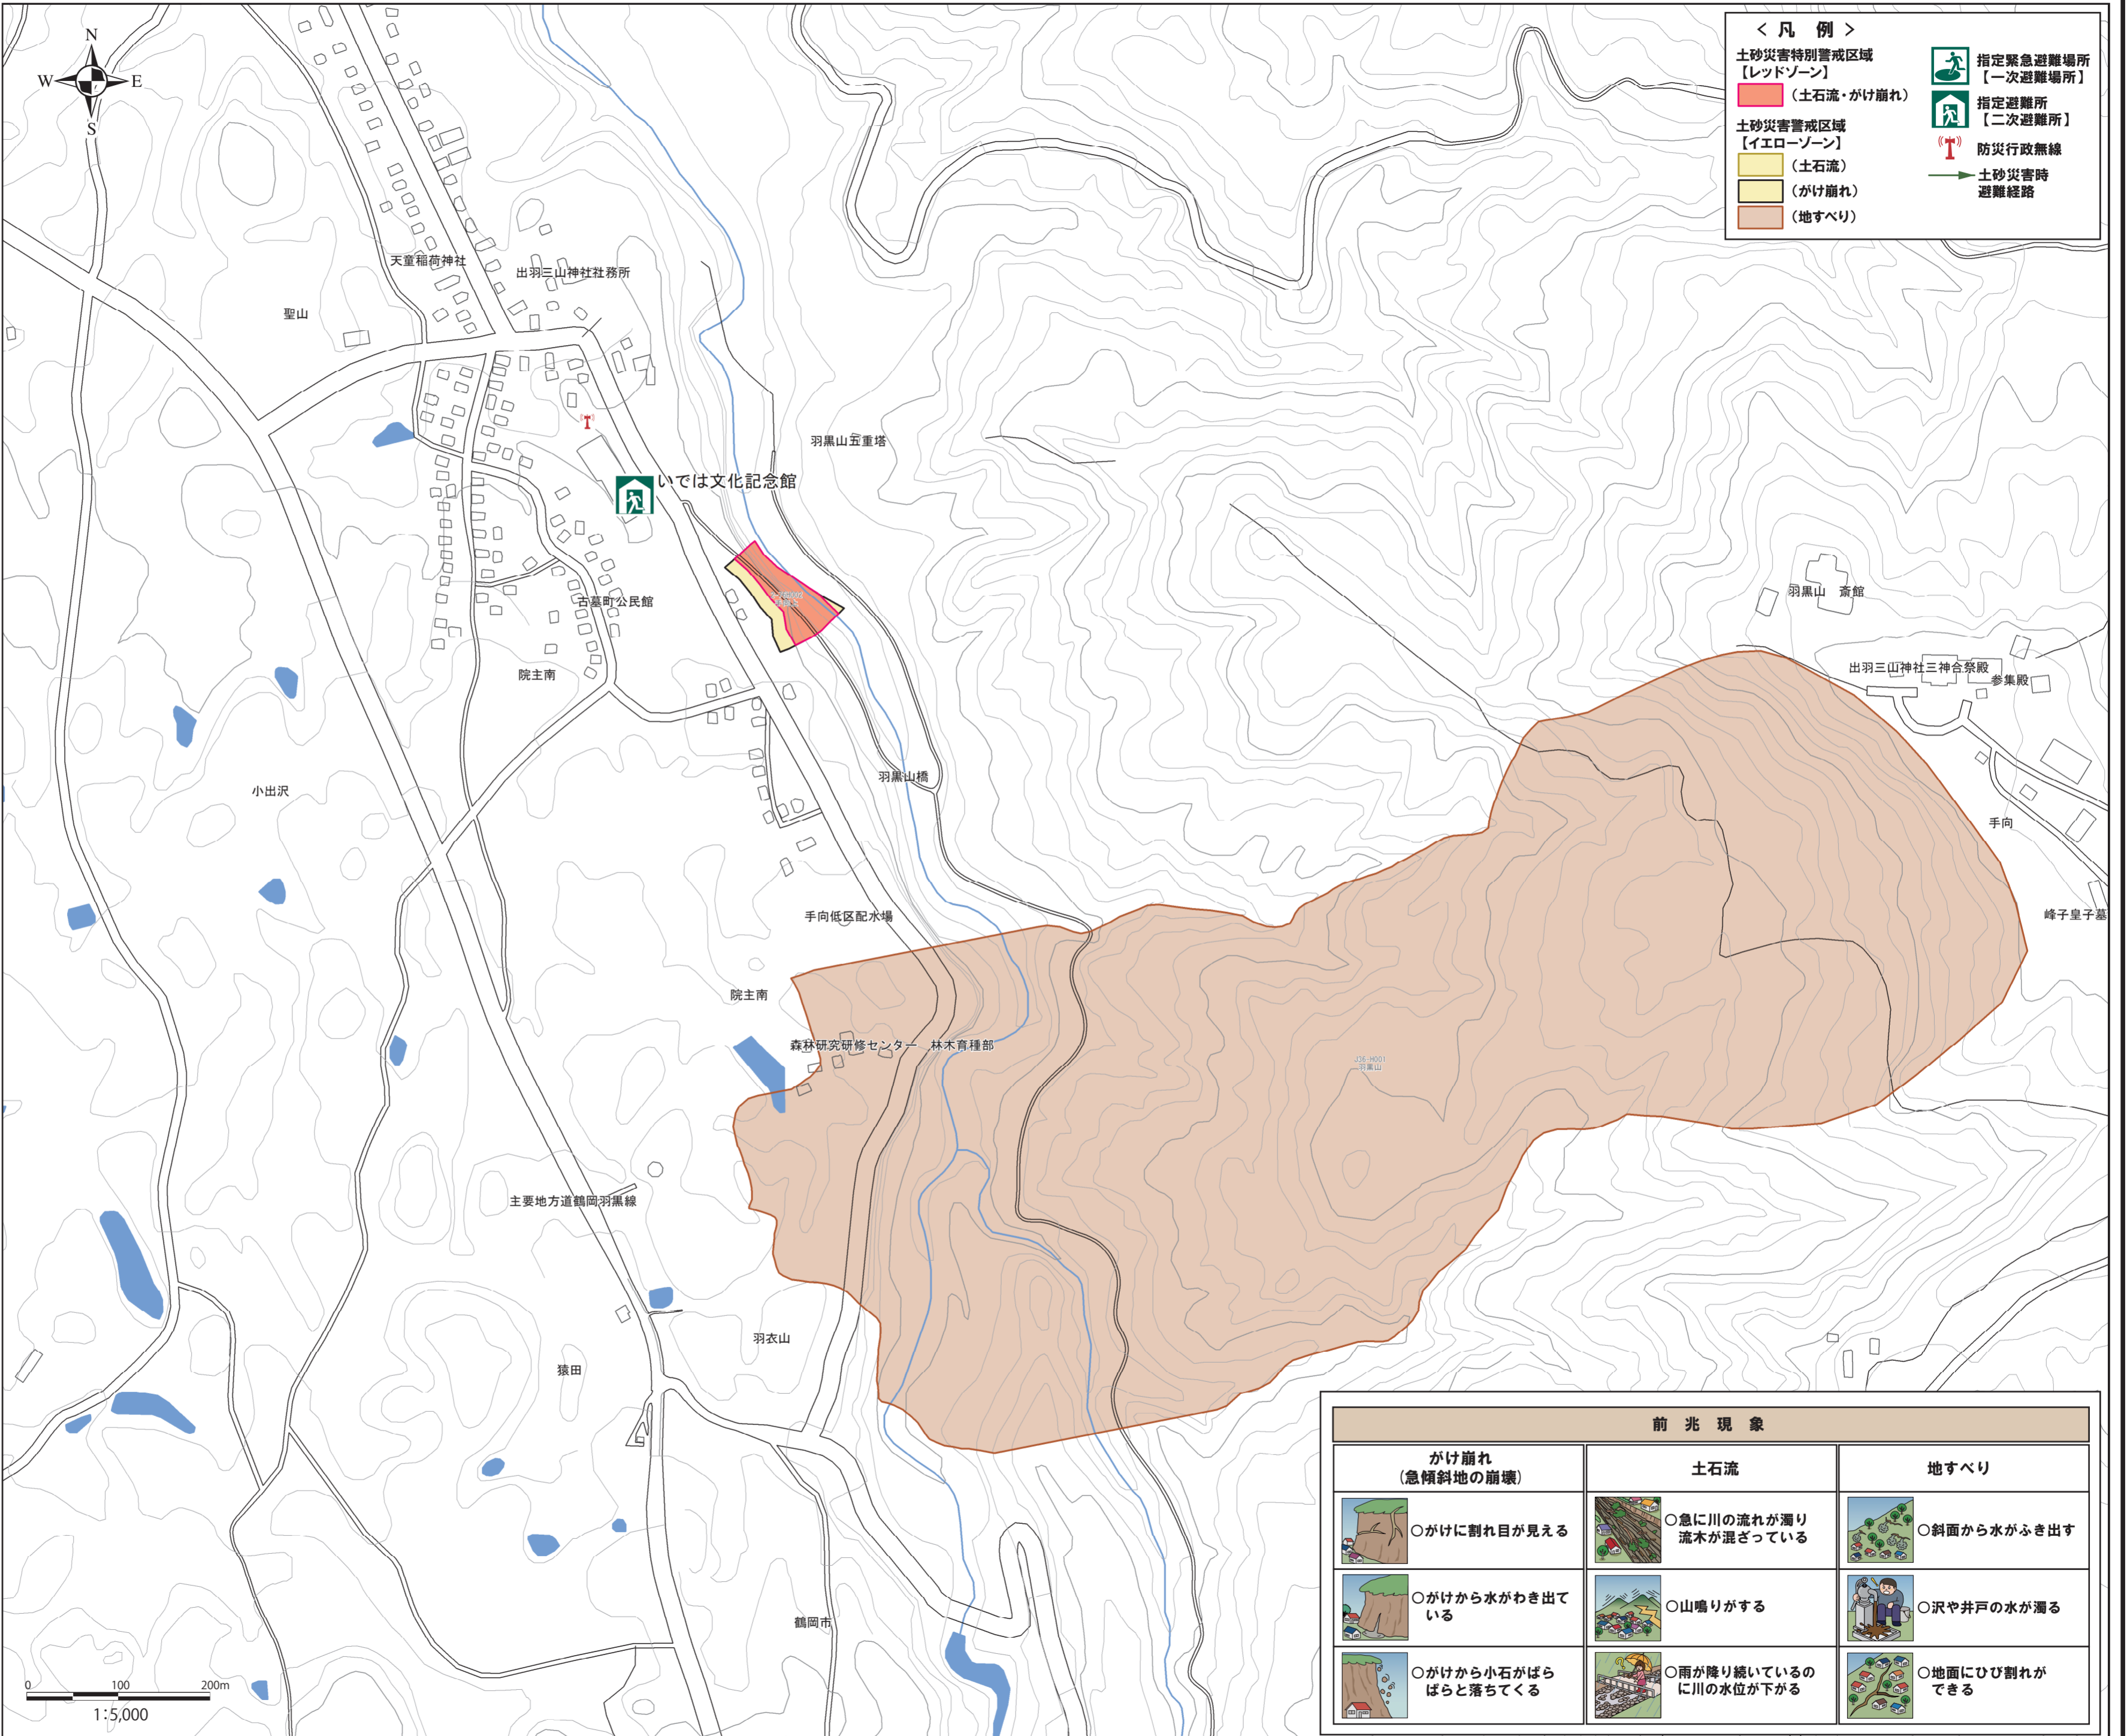 N
W
E
S
＜凡 例＞
土砂災害特別警戒区域
【レッドゾーン】
（土石流・がけ崩れ）
土砂災害警戒区域
【イエローゾーン】
（土石流）
（がけ崩れ）
（地すべり）
指定緊急避難場所
【一次避難場所】
指定避難所
【二次避難所】
防災行政無線
土砂災害時
避難経路
天童稲荷神社
出羽三山神社社務所
聖山
羽黒山五重塔
いでは文化記念館
古墓町公民館
羽黒山 斎館
院主南
出羽三山神社三神合祭殿
参集殿
羽黒山橋
小出沢
手向
手向低区配水場
峰子皇子墓
院主南
森林研究研修センター 林木育種部
J36-H001
羽黒山
主要地方道鶴岡羽黒線
羽衣山
猿田
鶴岡市
0 100 200m
1:5,000
前兆現象
がけ崩れ
（急傾斜地の崩壊）
土石流
地すべり
○がけに割れ目が見える
○急に川の流れが濁り
流木が混ざっている
○斜面から水がふき出す
○がけから水がわき出て
いる
○山鳴りがする
○沢や井戸の水が濁る
○がけから小石がばら
ばらと落ちてくる
○雨が降り続いているの
に川の水位が下がる
○地面にひび割れが
できる